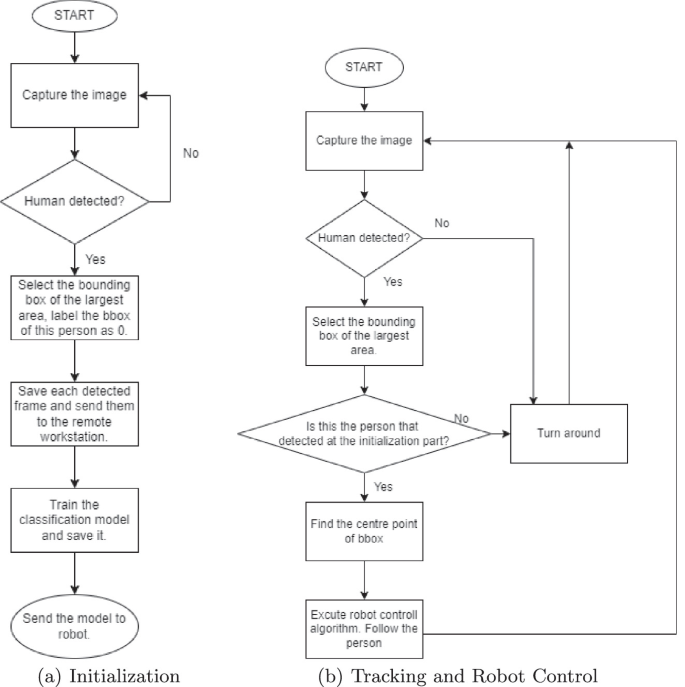 START
Capture the image
No
Human detected?
Yes
Select the bounding
box of the largest
area, label the bbox
of this person as 0.
Save each detected
frame and send them
to the remote
workstation.
Train the
classification model
and save it.
Send the model to
robot.
(a) Initialization
START
Capture the image
No
Human detected?
Yes
Select the bounding
box of the largest
area.
No
Is this the person that
detected at the initialization part?
Turn around
Yes
Find the centre point
of bbox
Excute robot controll
algorithm. Follow the
person
(b) Tracking and Robot Control